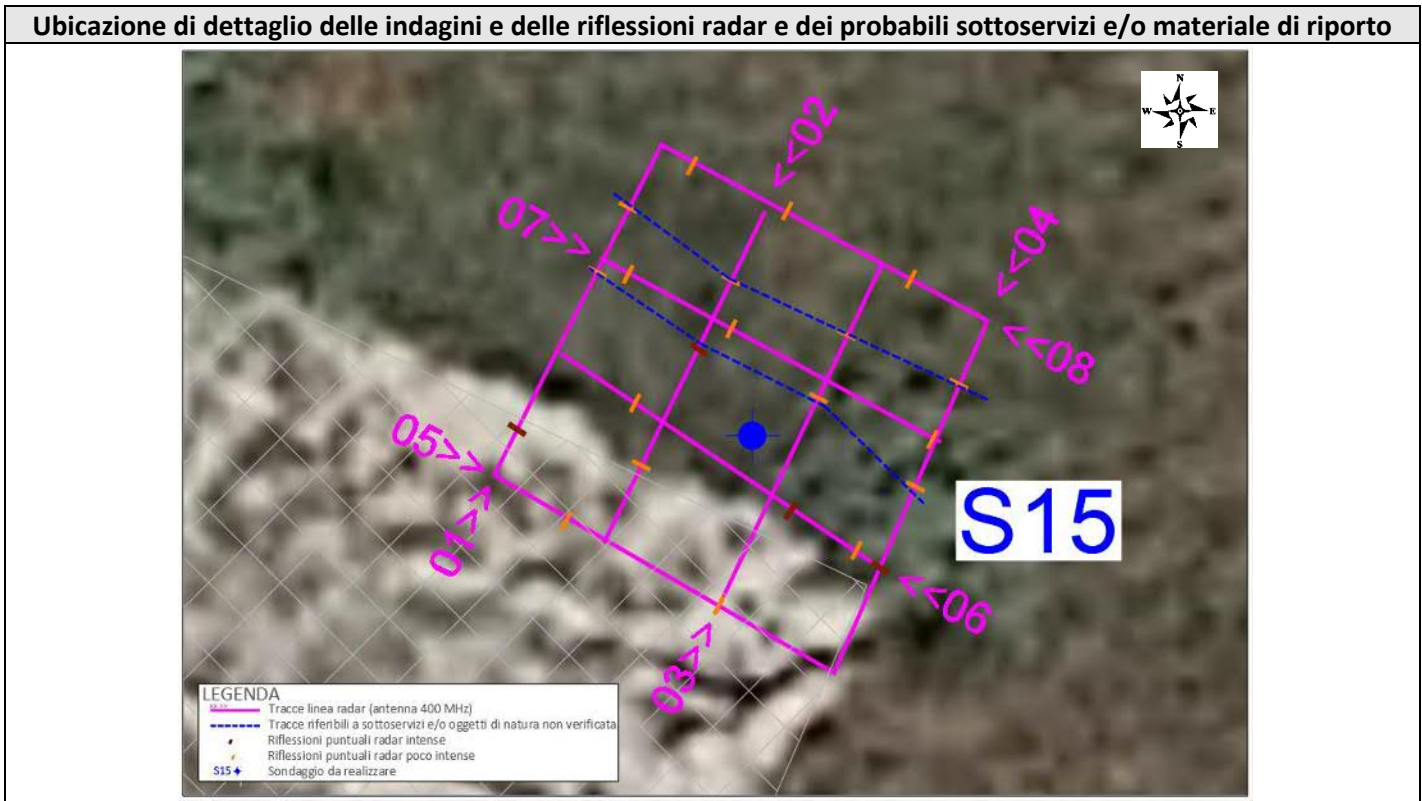 Ubicazione di dettaglio delle indagini e delle riflessioni radar e dei probabili sottoservizi e/o materiale di riporto
N
W E
S
<<02
07>>
<<04
<<08
05>>
01>>
S15
<<06
03>>
LEGENDA
Tracce linea radar (antenna 400 MHz)
Tracce riferibili a sottoservizi e/o oggetti di natura non verificata
Riflessioni puntuali radar intense
Riflessioni puntuali radar poco intense
S15 Sondaggio da realizzare